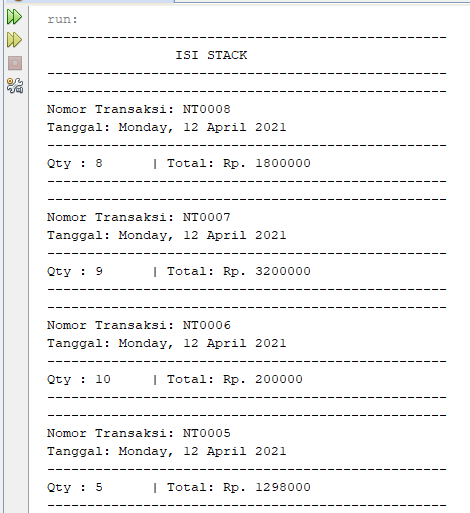 run:
--------------------------------------------------
ISI STACK
--------------------------------------------------
--------------------------------------------------
Nomor Transaksi: NT0008
Tanggal: Monday, 12 April 2021
--------------------------------------------------
Qty : 8      | Total: Rp. 1800000
--------------------------------------------------
--------------------------------------------------
Nomor Transaksi: NT0007
Tanggal: Monday, 12 April 2021
--------------------------------------------------
Qty : 9      | Total: Rp. 3200000
--------------------------------------------------
--------------------------------------------------
Nomor Transaksi: NT0006
Tanggal: Monday, 12 April 2021
--------------------------------------------------
Qty : 10     | Total: Rp. 200000
--------------------------------------------------
--------------------------------------------------
Nomor Transaksi: NT0005
Tanggal: Monday, 12 April 2021
--------------------------------------------------
Qty : 5      | Total: Rp. 1298000
--------------------------------------------------